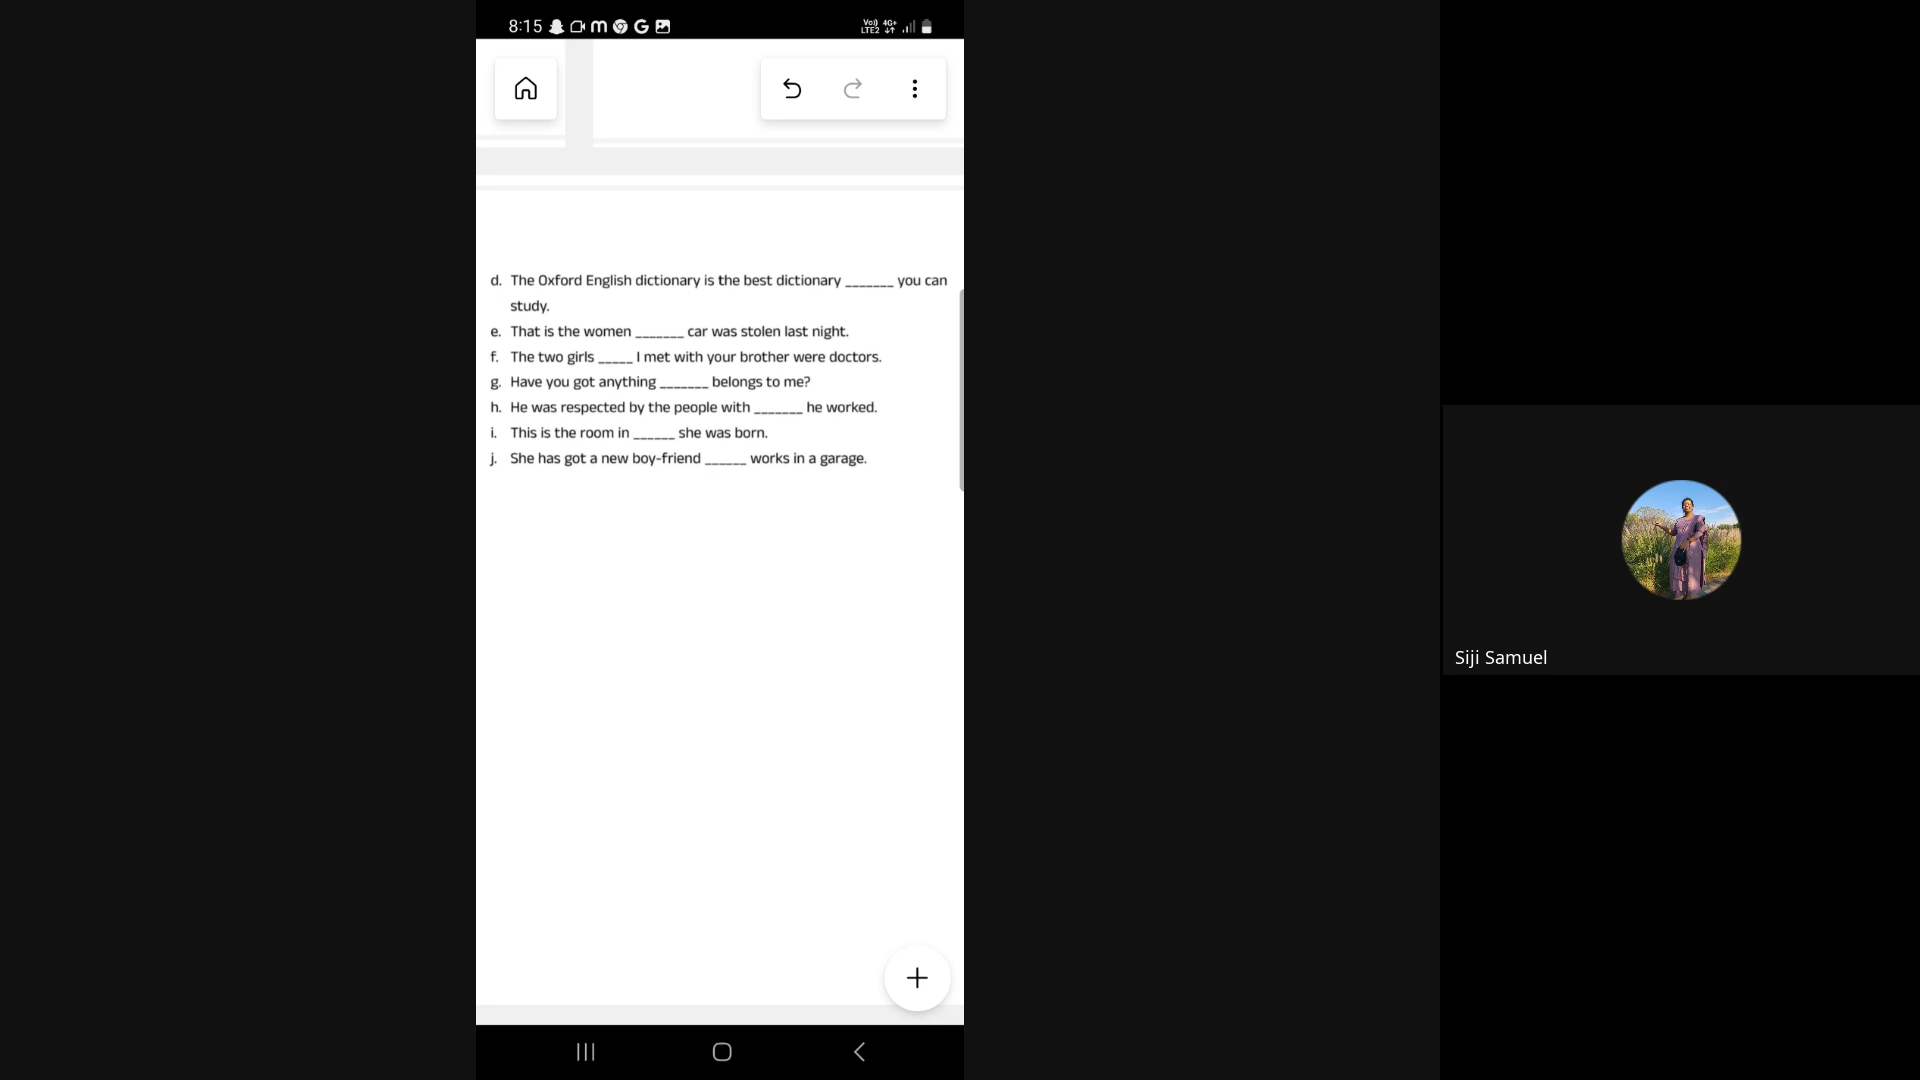 8:15
Vo)) 4G+
LTE2
d. The Oxford English dictionary is the best dictionary _______ you can
study.
e. That is the women _______ car was stolen last night.
f. The two girls _____ I met with your brother were doctors.
g. Have you got anything _______ belongs to me?
h. He was respected by the people with _______ he worked.
i. This is the room in ______ she was born.
j. She has got a new boy-friend ______ works in a garage.
Siji Samuel